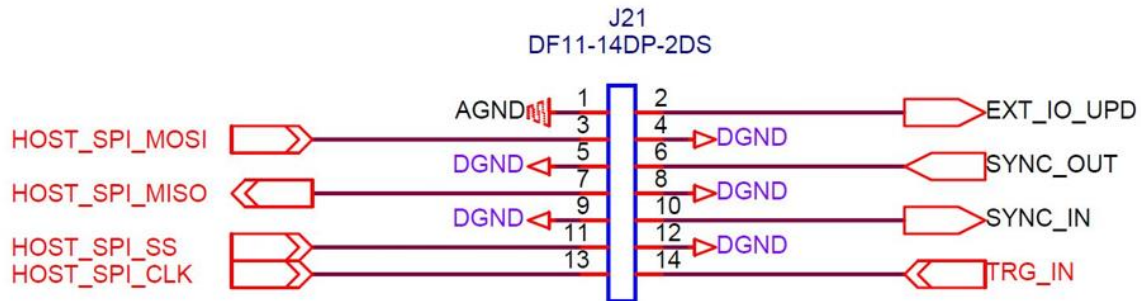 J21
DF11-14DP-2DS
AGND 1 2 EXT_IO_UPD
HOST_SPI_MOSI 3 4 DGND
DGND 5 6 SYNC_OUT
HOST_SPI_MISO 7 8 DGND
DGND 9 10 SYNC_IN
HOST_SPI_SS 11 12 DGND
HOST_SPI_CLK 13 14 TRG_IN